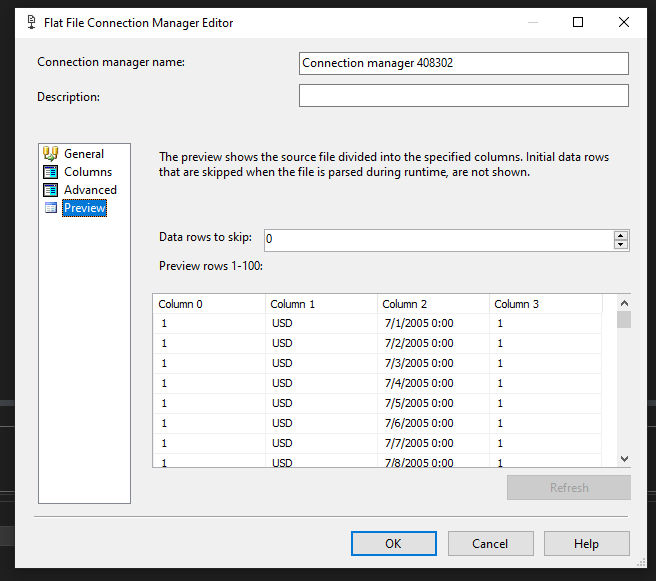 Flat File Connection Manager Editor
Connection manager name: Connection manager 408302
Description:
General
Columns
Advanced
Preview
The preview shows the source file divided into the specified columns. Initial data rows
that are skipped when the file is parsed during runtime, are not shown.
Data rows to skip: 0
Preview rows 1-100:
Column 0 Column 1 Column 2 Column 3
1 USD 7/1/2005 0:00 1
1 USD 7/2/2005 0:00 1
1 USD 7/3/2005 0:00 1
1 USD 7/4/2005 0:00 1
1 USD 7/5/2005 0:00 1
1 USD 7/6/2005 0:00 1
1 USD 7/7/2005 0:00 1
1 USD 7/8/2005 0:00 1
Refresh
OK Cancel Help